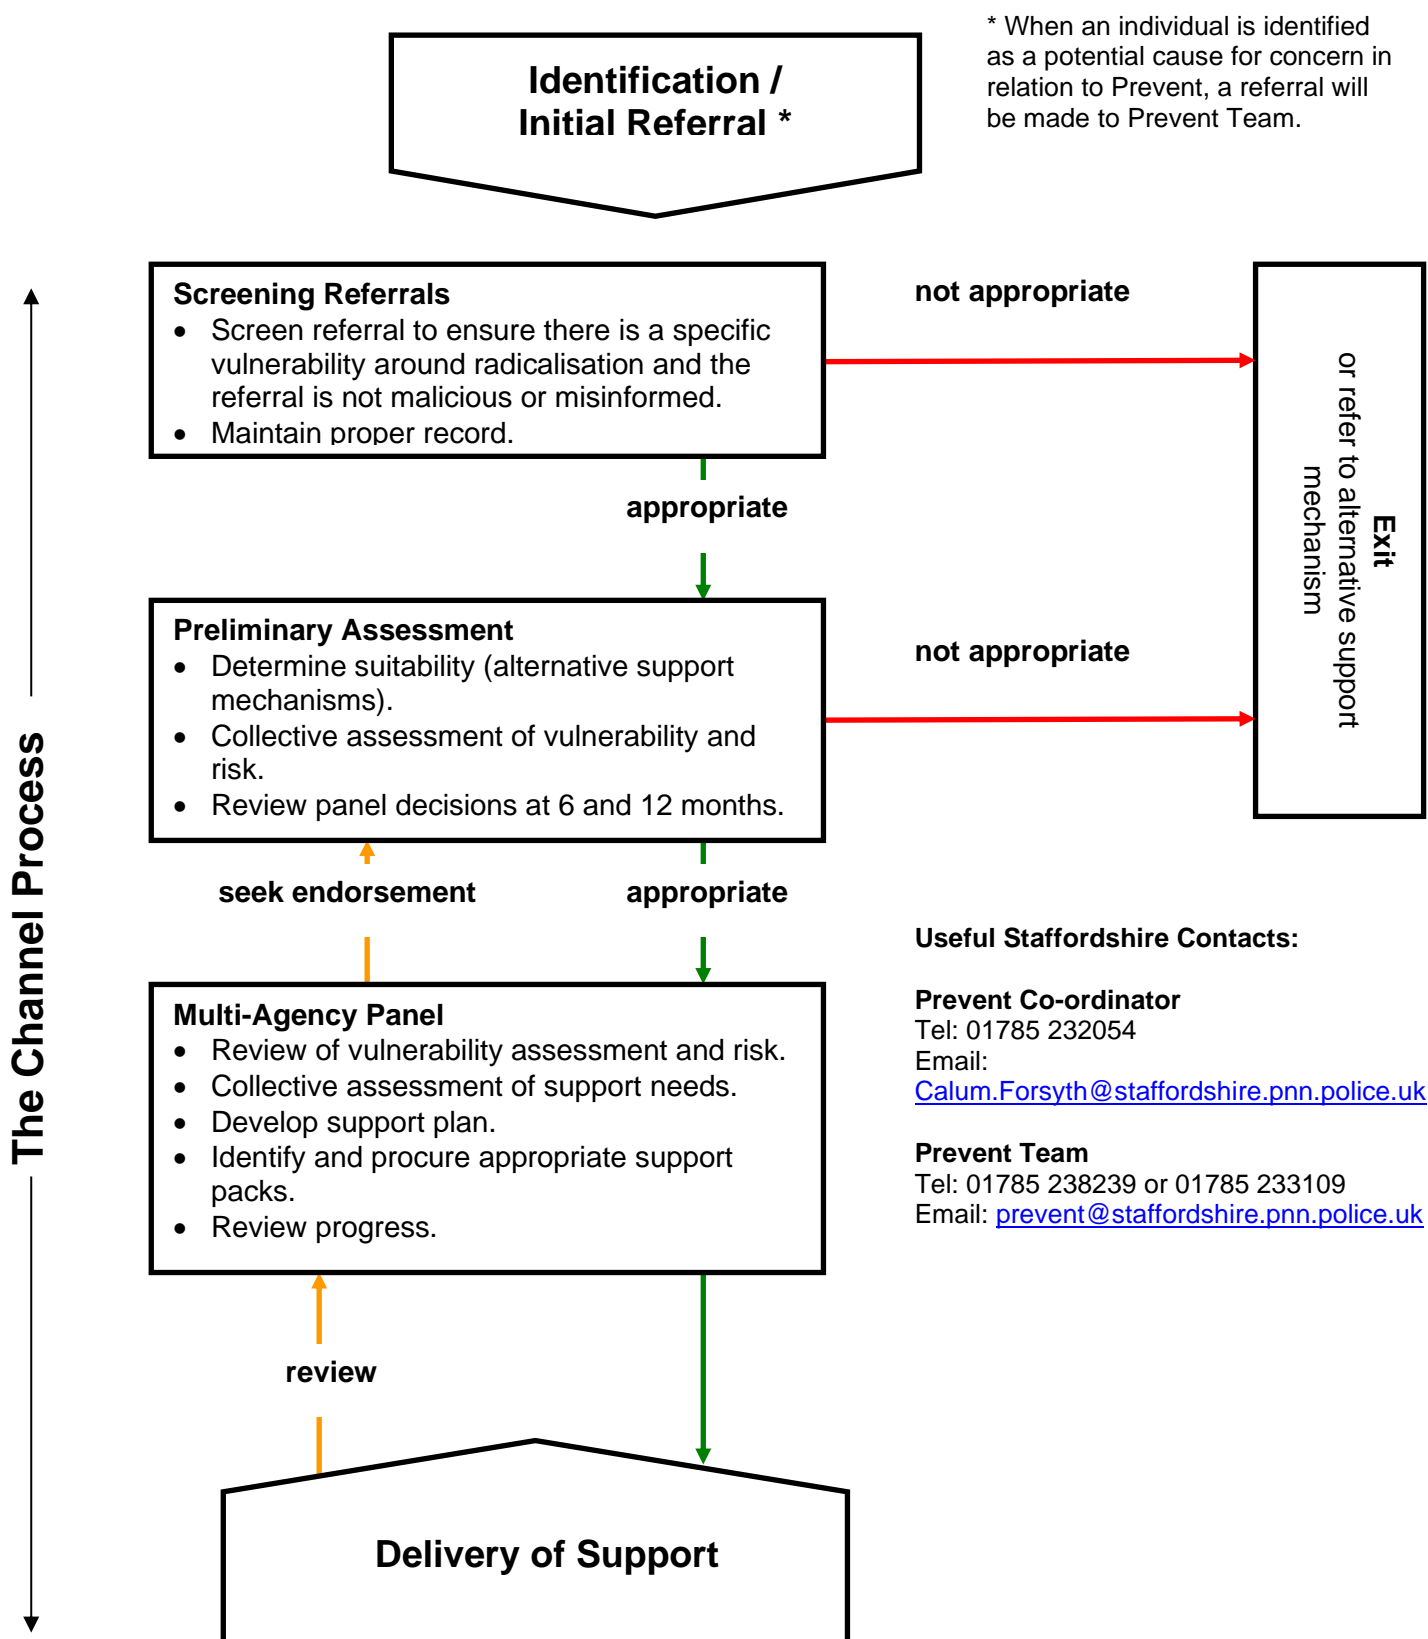 * When an individual is identified
as a potential cause for concern in
relation to Prevent, a referral will
be made to Prevent Team.
Identification /
Initial Referral *
Screening Referrals
• Screen referral to ensure there is a specific
vulnerability around radicalisation and the
referral is not malicious or misinformed.
• Maintain proper record.
not appropriate
Exit
or refer to alternative support
mechanism
appropriate
Preliminary Assessment
• Determine suitability (alternative support
mechanisms).
• Collective assessment of vulnerability and
risk.
• Review panel decisions at 6 and 12 months.
not appropriate
The Channel Process
seek endorsement
appropriate
Multi-Agency Panel
• Review of vulnerability assessment and risk.
• Collective assessment of support needs.
• Develop support plan.
• Identify and procure appropriate support
packs.
• Review progress.
Useful Staffordshire Contacts:
Prevent Co-ordinator
Tel: 01785 232054
Email:
Calum.Forsyth@staffordshire.pnn.police.uk
Prevent Team
Tel: 01785 238239 or 01785 233109
Email: prevent@staffordshire.pnn.police.uk
review
Delivery of Support